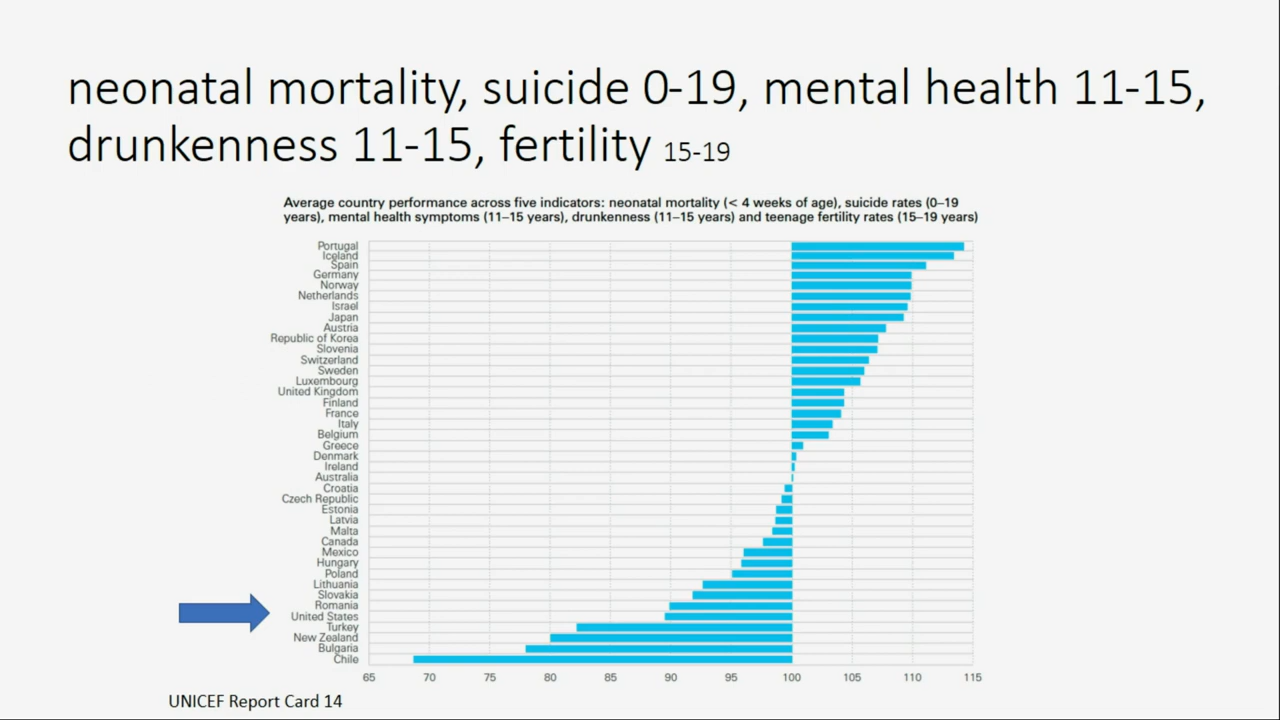 neonatal mortality, suicide 0-19, mental health 11-15,
drunkenness 11-15, fertility 15-19
Average country performance across five indicators: neonatal mortality (< 4 weeks of age), suicide rates (0–19
years), mental health symptoms (11–15 years), drunkenness (11–15 years) and teenage fertility rates (15–19 years)
Portugal
Iceland
Spain
Germany
Norway
Netherlands
Israel
Japan
Austria
Republic of Korea
Slovenia
Switzerland
Sweden
Luxembourg
United Kingdom
Finland
France
Italy
Belgium
Greece
Denmark
Ireland
Australia
Croatia
Czech Republic
Estonia
Latvia
Malta
Canada
Mexico
Hungary
Poland
Lithuania
Slovakia
Romania
United States
Turkey
New Zealand
Bulgaria
Chile
65 70 75 80 85 90 95 100 105 110 115
UNICEF Report Card 14